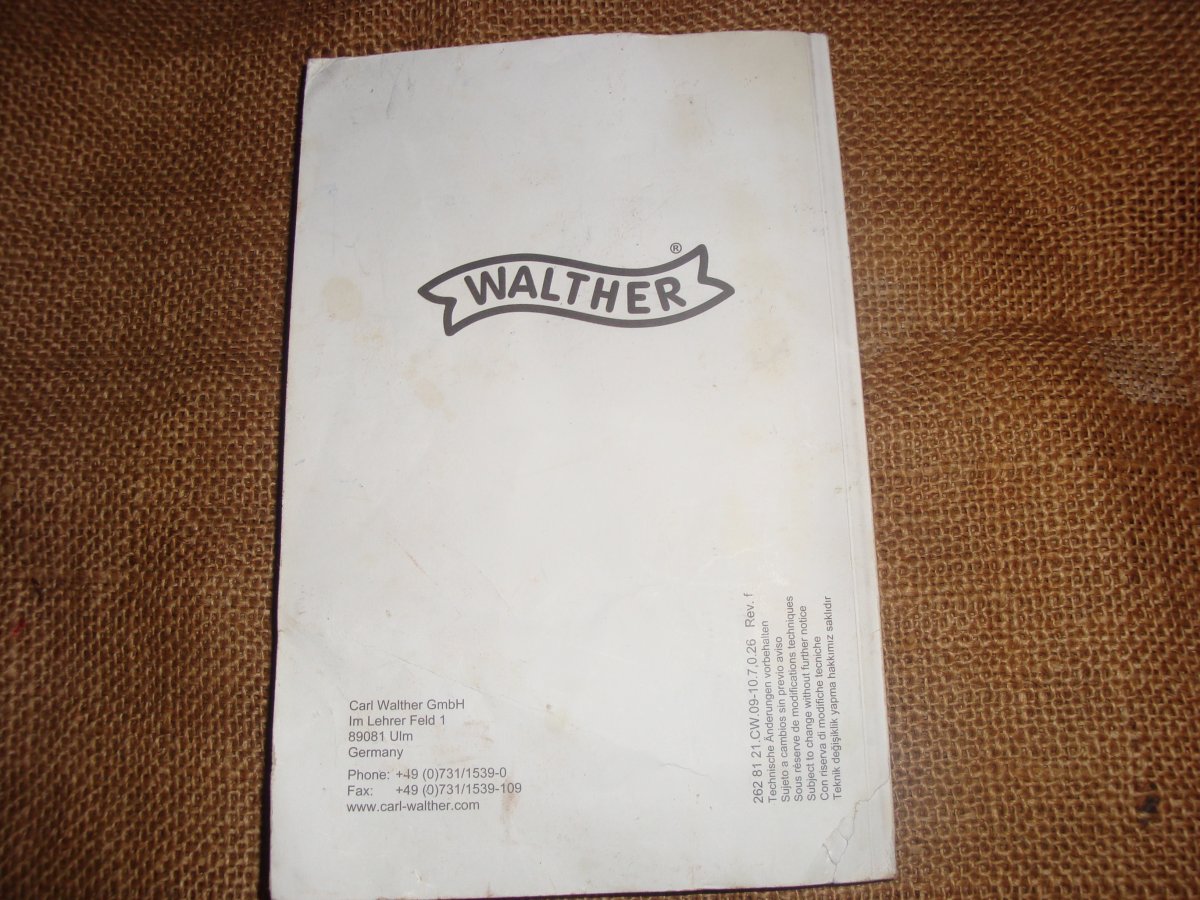 WALTHER®
Carl Walther GmbH
Im Lehrer Feld 1
89081 Ulm
Germany
Phone: +49 (0)731/1539-0
Fax: +49 (0)731/1539-109
www.carl-walther.com
262 81 21.CW.09-10.7,0.26 Rev. f
Technische Änderungen vorbehalten
Sujeto a cambios sin previo aviso
Sous réserve de modifications techniques
Subject to change without further notice
Con riserva di modifiche tecniche
Teknik değişiklik yapma hakkımız saklıdır